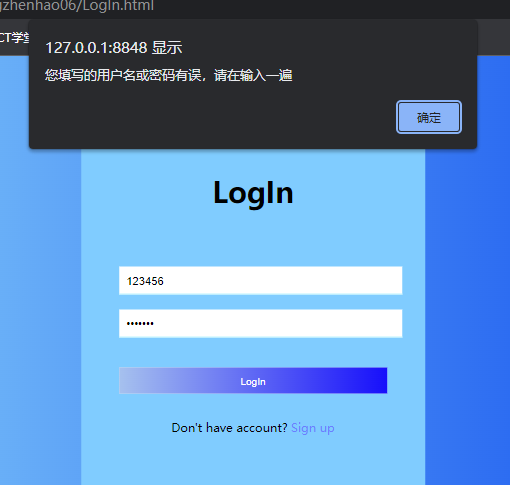 gzhenhao06/LogIn.html
CT学堂
127.0.0.1:8848 显示
您填写的用户名或密码有误，请在输入一遍
确定
LogIn
123456
•••••••
LogIn
Don't have account? Sign up